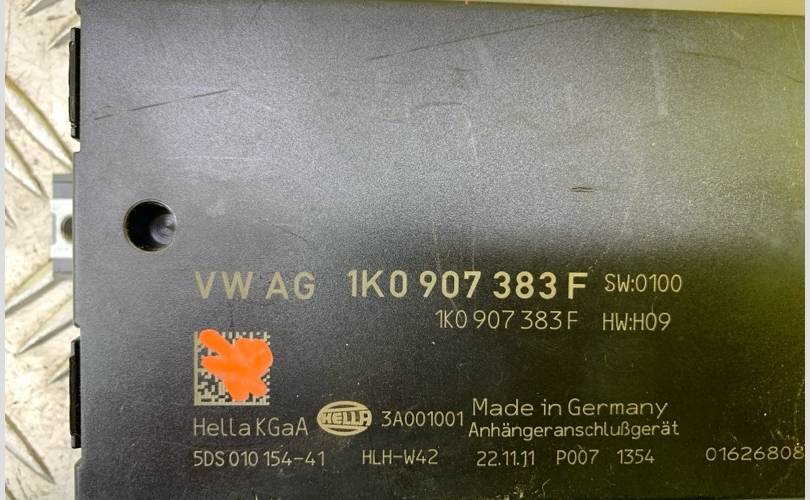 VW AG 1K0 907 383 F SW:0100
1K0 907 383 F HW:H09
Hella KGaA HELLA 3A001001 Made in Germany
Anhängeranschlußgerät
5DS 010 154-41 HLH-W42 22.11.11 P007 1354 01626808